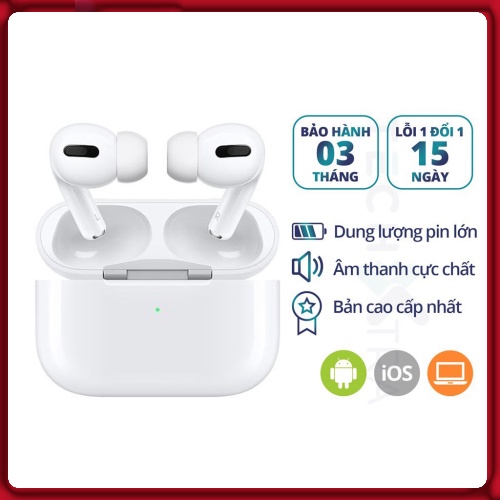 BẢO HÀNH
03
THÁNG
LỖI 1 ĐỔI 1
15
NGÀY
Dung lượng pin lớn
Âm thanh cực chất
Bản cao cấp nhất
iOS